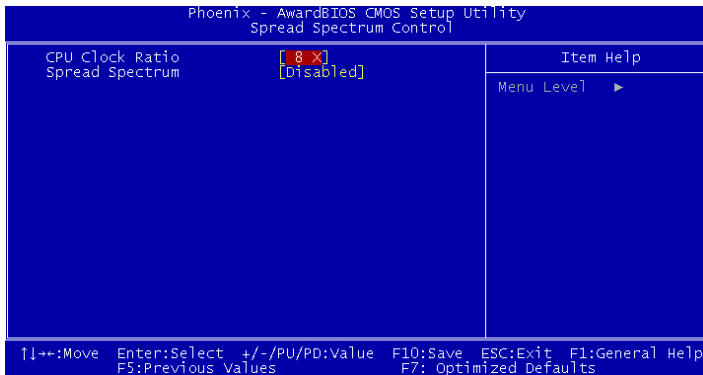 Phoenix - AwardBIOS CMOS Setup Utility
Spread Spectrum Control
CPU Clock Ratio [ 8 X]
Spread Spectrum [Disabled]
Item Help
Menu Level ►
↑↓→←:Move Enter:Select +/-/PU/PD:Value F10:Save ESC:Exit F1:General Help
F5:Previous Values F7: Optimized Defaults